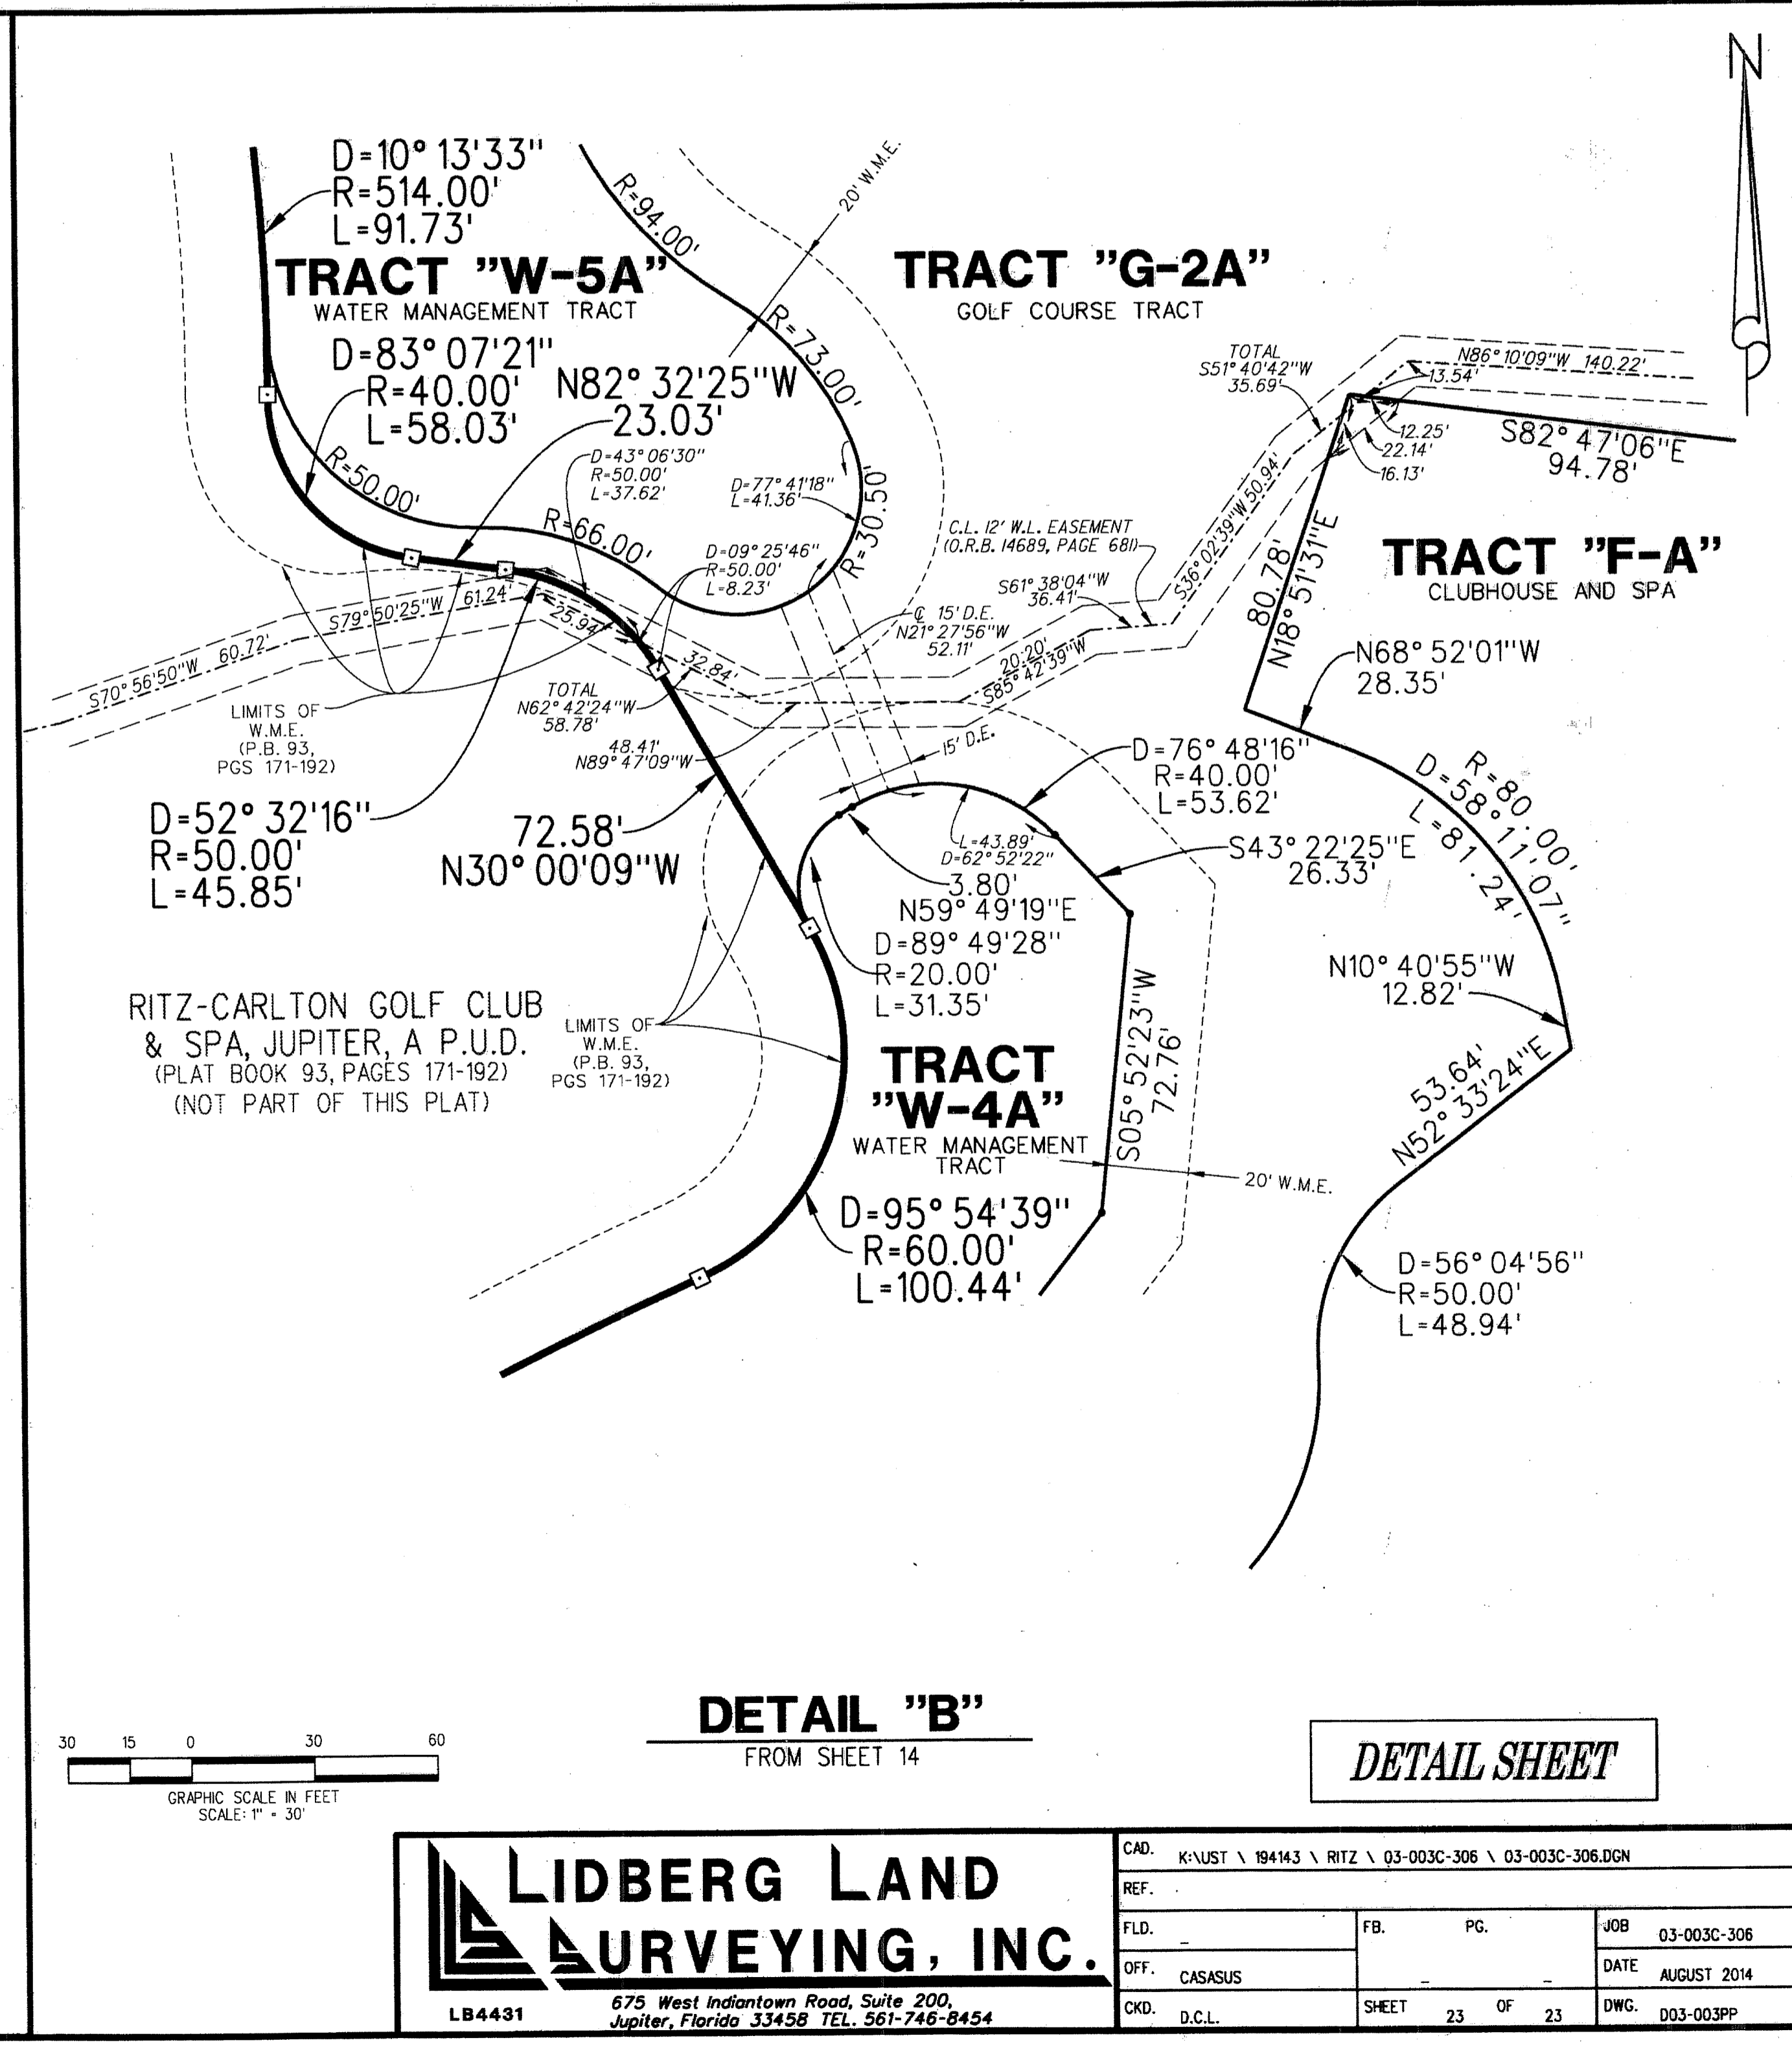 N
D=10° 13'33"
R=514.00'
L=91.73'
TRACT "W-5A"
WATER MANAGEMENT TRACT
D=83° 07'21"
R=40.00'
L=58.03'
N82° 32'25"W
23.03'
R=94.00'
20' W.M.E.
R=73.00'
TRACT "G-2A"
GOLF COURSE TRACT
TOTAL
S51° 40'42"W
35.69'
N86° 10'09"W 140.22'
13.54'
12.25'
22.14'
16.13'
S82° 47'06"E
94.78'
R=50.00'
D=43° 06'30"
R=50.00'
L=37.62'
D=77° 41'18"
L=41.36'
R=30.50'
R=66.00'
D=09° 25'46"
R=50.00'
L=8.23'
C.L. 12' W.L. EASEMENT
(O.R.B. 14689, PAGE 681)
S61° 38'04"W
36.41'
S36° 02'39"W 50.94'
80.78'
N18° 51'31"E
TRACT "F-A"
CLUBHOUSE AND SPA
℄ 15' D.E.
N21° 27'56"W
52.11'
S79° 50'25"W 61.24'
25.94'
S70° 56'50"W 60.72'
32.84'
20.20'
S85° 42'39"W
N68° 52'01"W
28.35'
LIMITS OF
W.M.E.
(P.B. 93,
PGS 171-192)
TOTAL
N62° 42'24"W
58.78'
48.41'
N89° 47'09"W
15' D.E.
D=76° 48'16"
R=40.00'
L=53.62'
R=80.00'
D=58° 11'07"
L=81.24'
D=52° 32'16"
R=50.00'
L=45.85'
72.58'
N30° 00'09"W
L=43.89'
D=62° 52'22"
S43° 22'25"E
26.33'
3.80'
N59° 49'19"E
D=89° 49'28"
R=20.00'
L=31.35'
N10° 40'55"W
12.82'
RITZ-CARLTON GOLF CLUB
& SPA, JUPITER, A P.U.D.
(PLAT BOOK 93, PAGES 171-192)
(NOT PART OF THIS PLAT)
LIMITS OF
W.M.E.
(P.B. 93,
PGS 171-192)
TRACT
"W-4A"
WATER MANAGEMENT
TRACT
S05° 52'23"W
72.76'
53.64'
N52° 33'24"E
20' W.M.E.
D=95° 54'39"
R=60.00'
L=100.44'
D=56° 04'56"
R=50.00'
L=48.94'
DETAIL "B"
FROM SHEET 14
30 15 0 30 60
GRAPHIC SCALE IN FEET
SCALE: 1" = 30'
DETAIL SHEET
LIDBERG LAND
SURVEYING, INC.
LB4431
675 West Indiantown Road, Suite 200,
Jupiter, Florida 33458 TEL. 561-746-8454
CAD. K:\UST \ 194143 \ RITZ \ 03-003C-306 \ 03-003C-306.DGN
REF.
FLD. _
FB. _ PG. _
JOB 03-003C-306
OFF. CASASUS
DATE AUGUST 2014
CKD. D.C.L.
SHEET 23 OF 23
DWG. D03-003PP